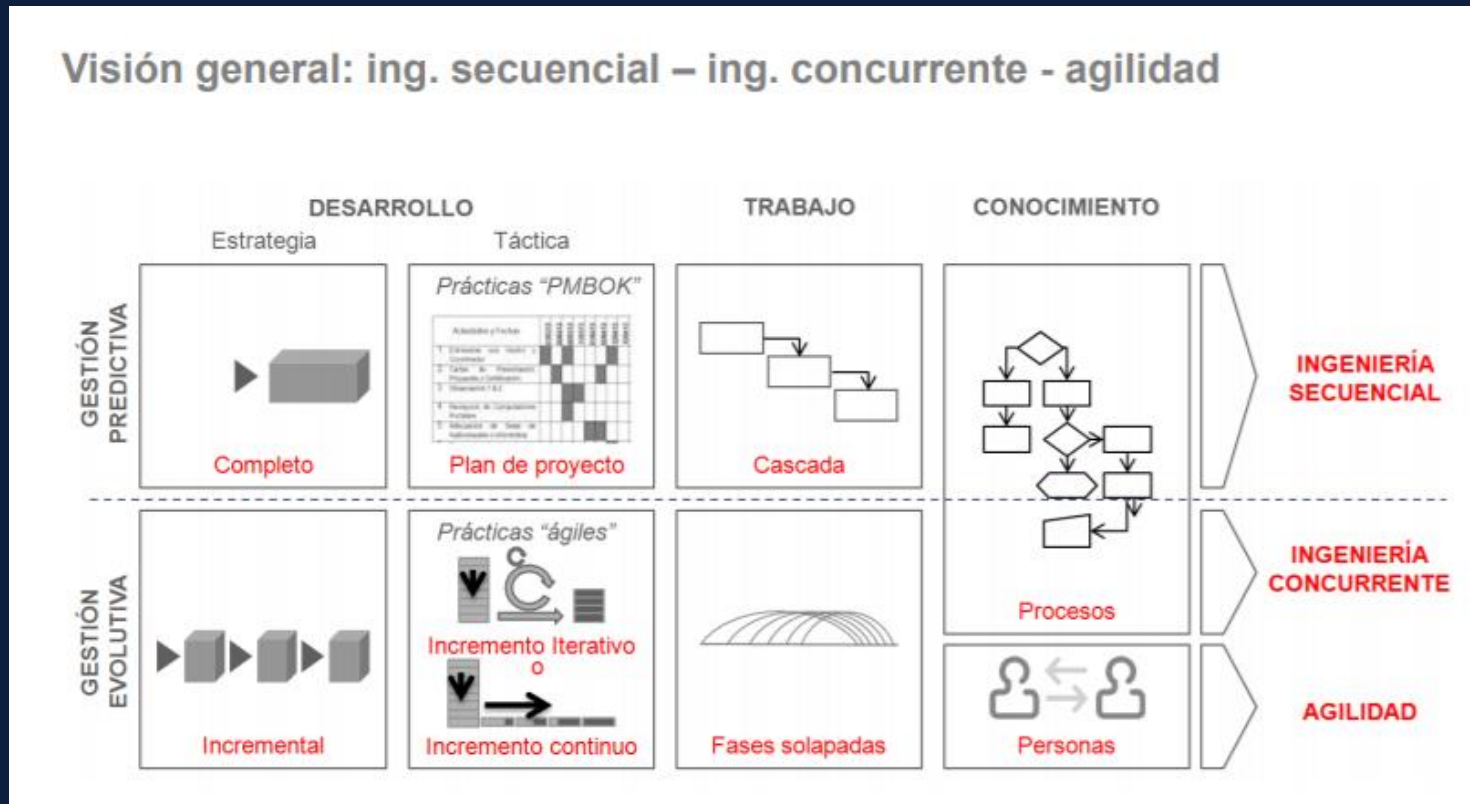 Visión general: ing. secuencial – ing. concurrente - agilidad
DESARROLLO
TRABAJO
CONOCIMIENTO
Estrategia
Táctica
GESTIÓN
PREDICTIVA
Completo
Prácticas “PMBOK”
Actividades y Fechas
Plan de proyecto
Cascada
INGENIERÍA
SECUENCIAL
GESTIÓN
EVOLUTIVA
Incremental
Prácticas “ágiles”
Incremento Iterativo
o
Incremento continuo
Fases solapadas
Procesos
Personas
INGENIERÍA
CONCURRENTE
AGILIDAD